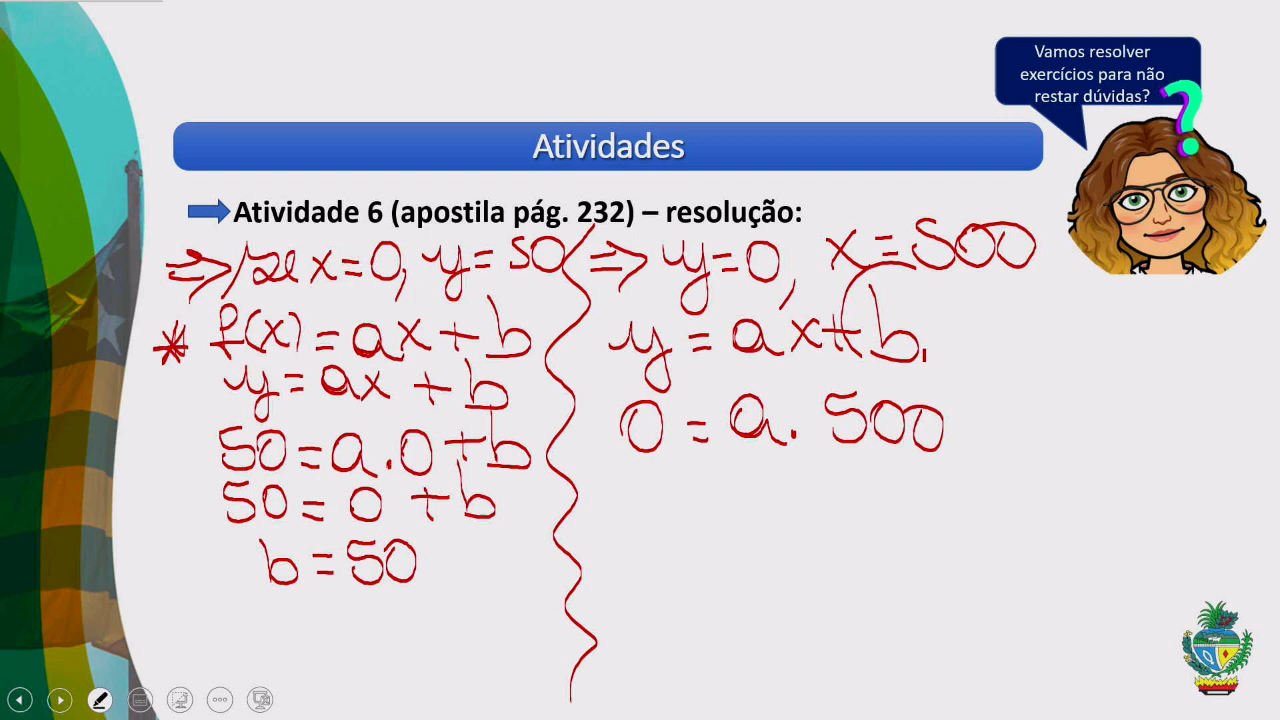 Vamos resolver
exercícios para não
restar dúvidas?
?
Atividades
Atividade 6 (apostila pág. 232) – resolução:
⇒ se x = 0, y = 50
* f(x) = ax + b
y = ax + b
50 = a . 0 + b
50 = 0 + b
b = 50
⇒ y = 0, x = 500
y = ax + b.
0 = a . 500